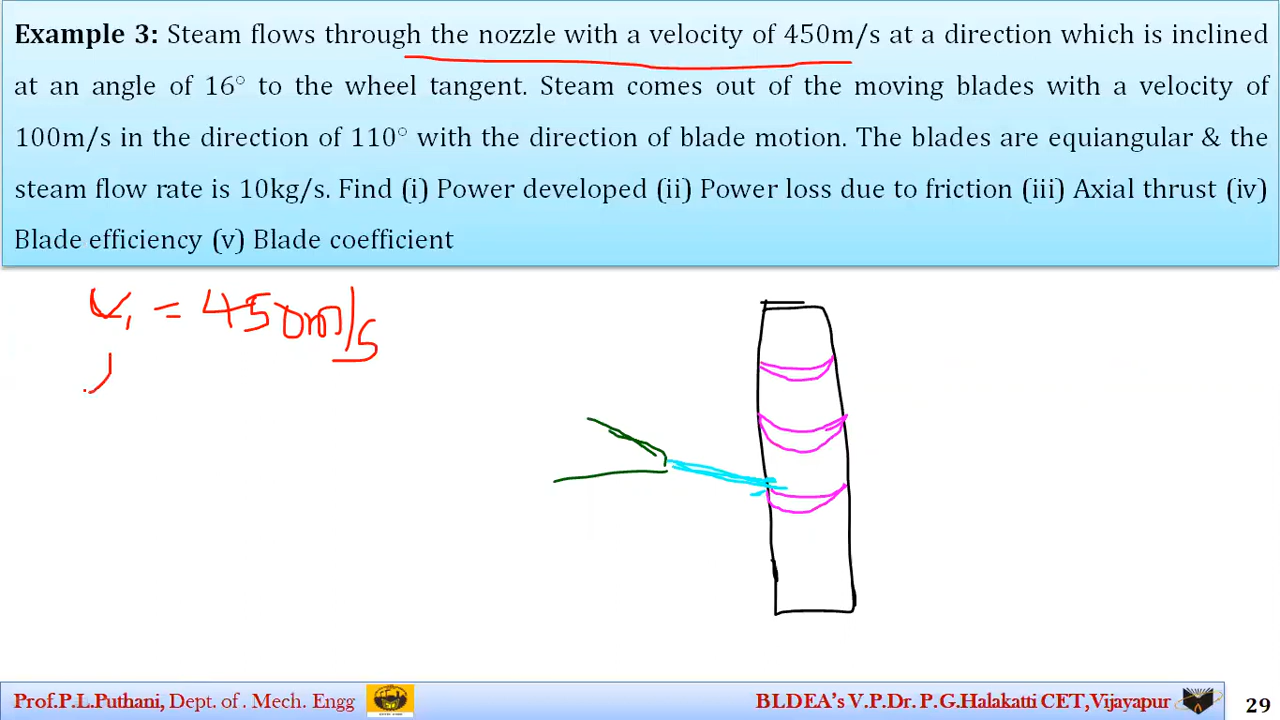 Example 3: Steam flows through the nozzle with a velocity of 450m/s at a direction which is inclined
at an angle of 16° to the wheel tangent. Steam comes out of the moving blades with a velocity of
100m/s in the direction of 110° with the direction of blade motion. The blades are equiangular & the
steam flow rate is 10kg/s. Find (i) Power developed (ii) Power loss due to friction (iii) Axial thrust (iv)
Blade efficiency (v) Blade coefficient
V₁ = 450m/s
Prof.P.L.Puthani, Dept. of . Mech. Engg
BLDEA's V.P.Dr. P.G.Halakatti CET,Vijayapur
29